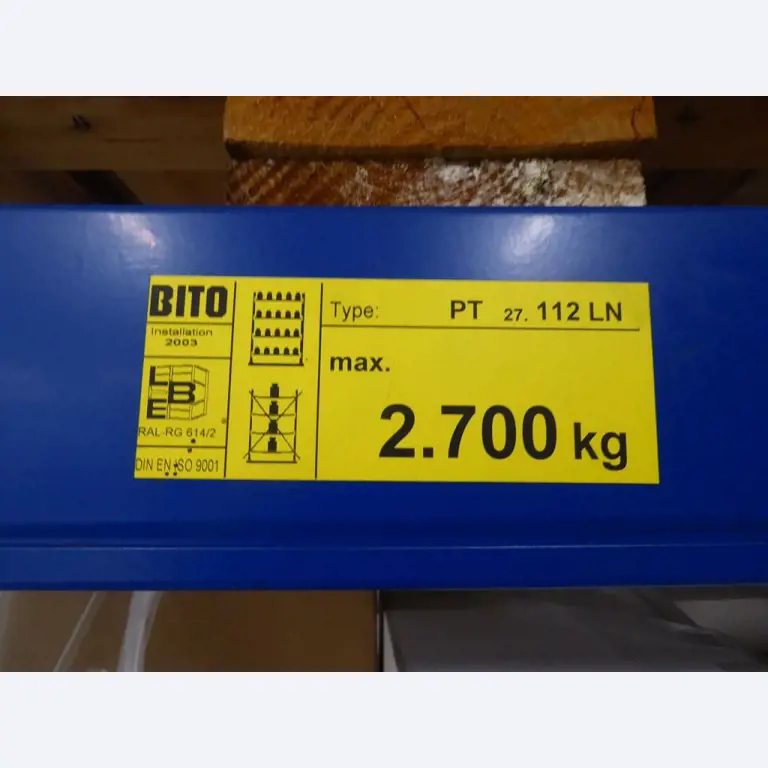 BITO
Installation
2003
LBE
RAL-RG 614/2
DIN EN ISO 9001
Type: PT 27. 112 LN
max.
2.700 kg